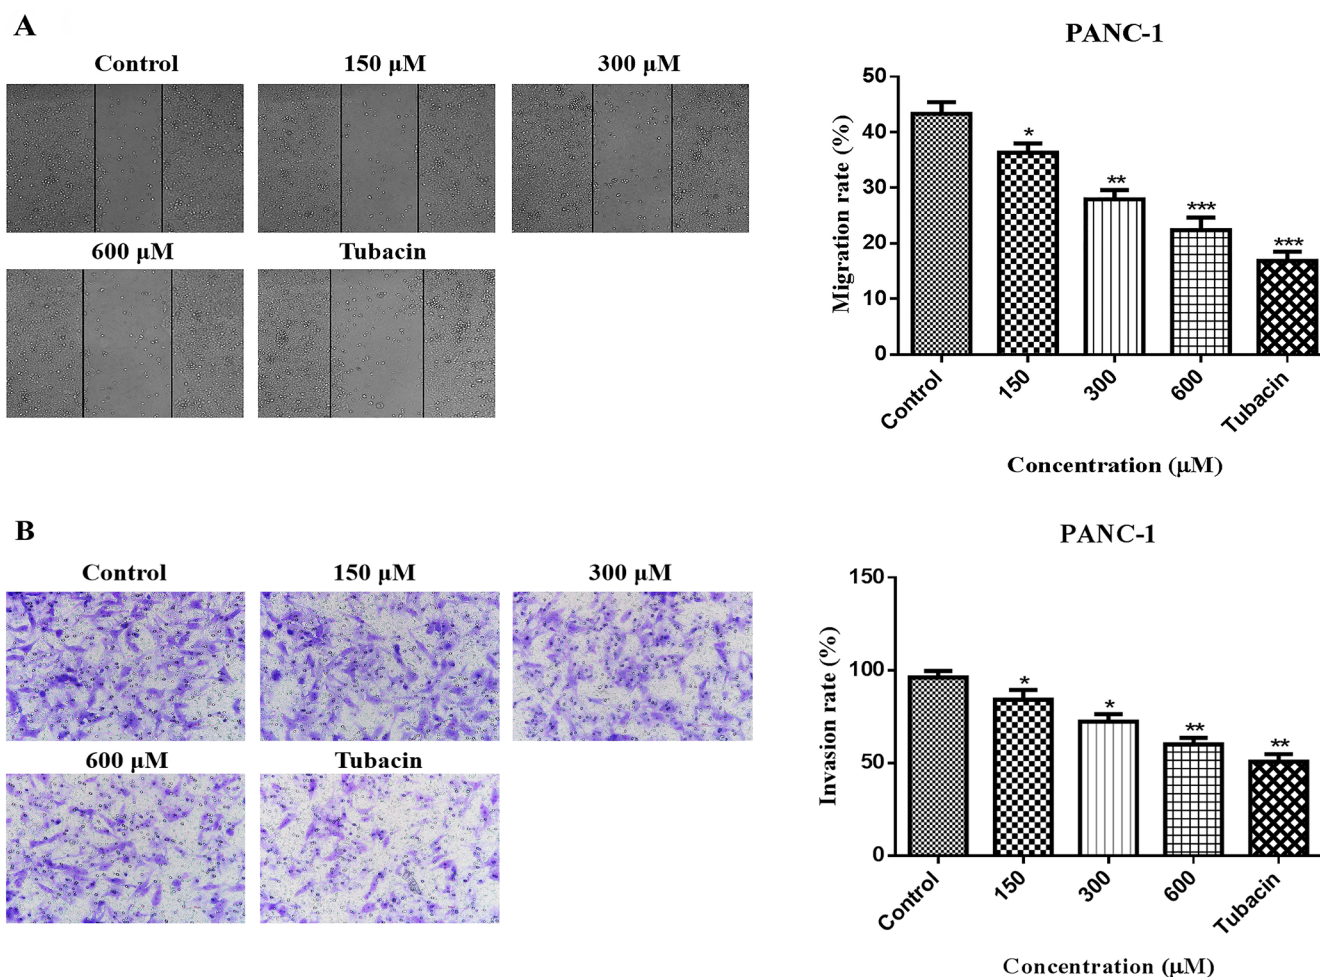 A
Control 150 μM 300 μM
600 μM Tubacin
PANC-1
Migration rate (%)
50
40
30
20
10
0
* ** *** ***
Control 150 300 600 Tubacin
Concentration (μM)
B
Control 150 μM 300 μM
600 μM Tubacin
PANC-1
Invasion rate (%)
150
100
50
0
* * ** **
Control 150 300 600 Tubacin
Concentration (μM)